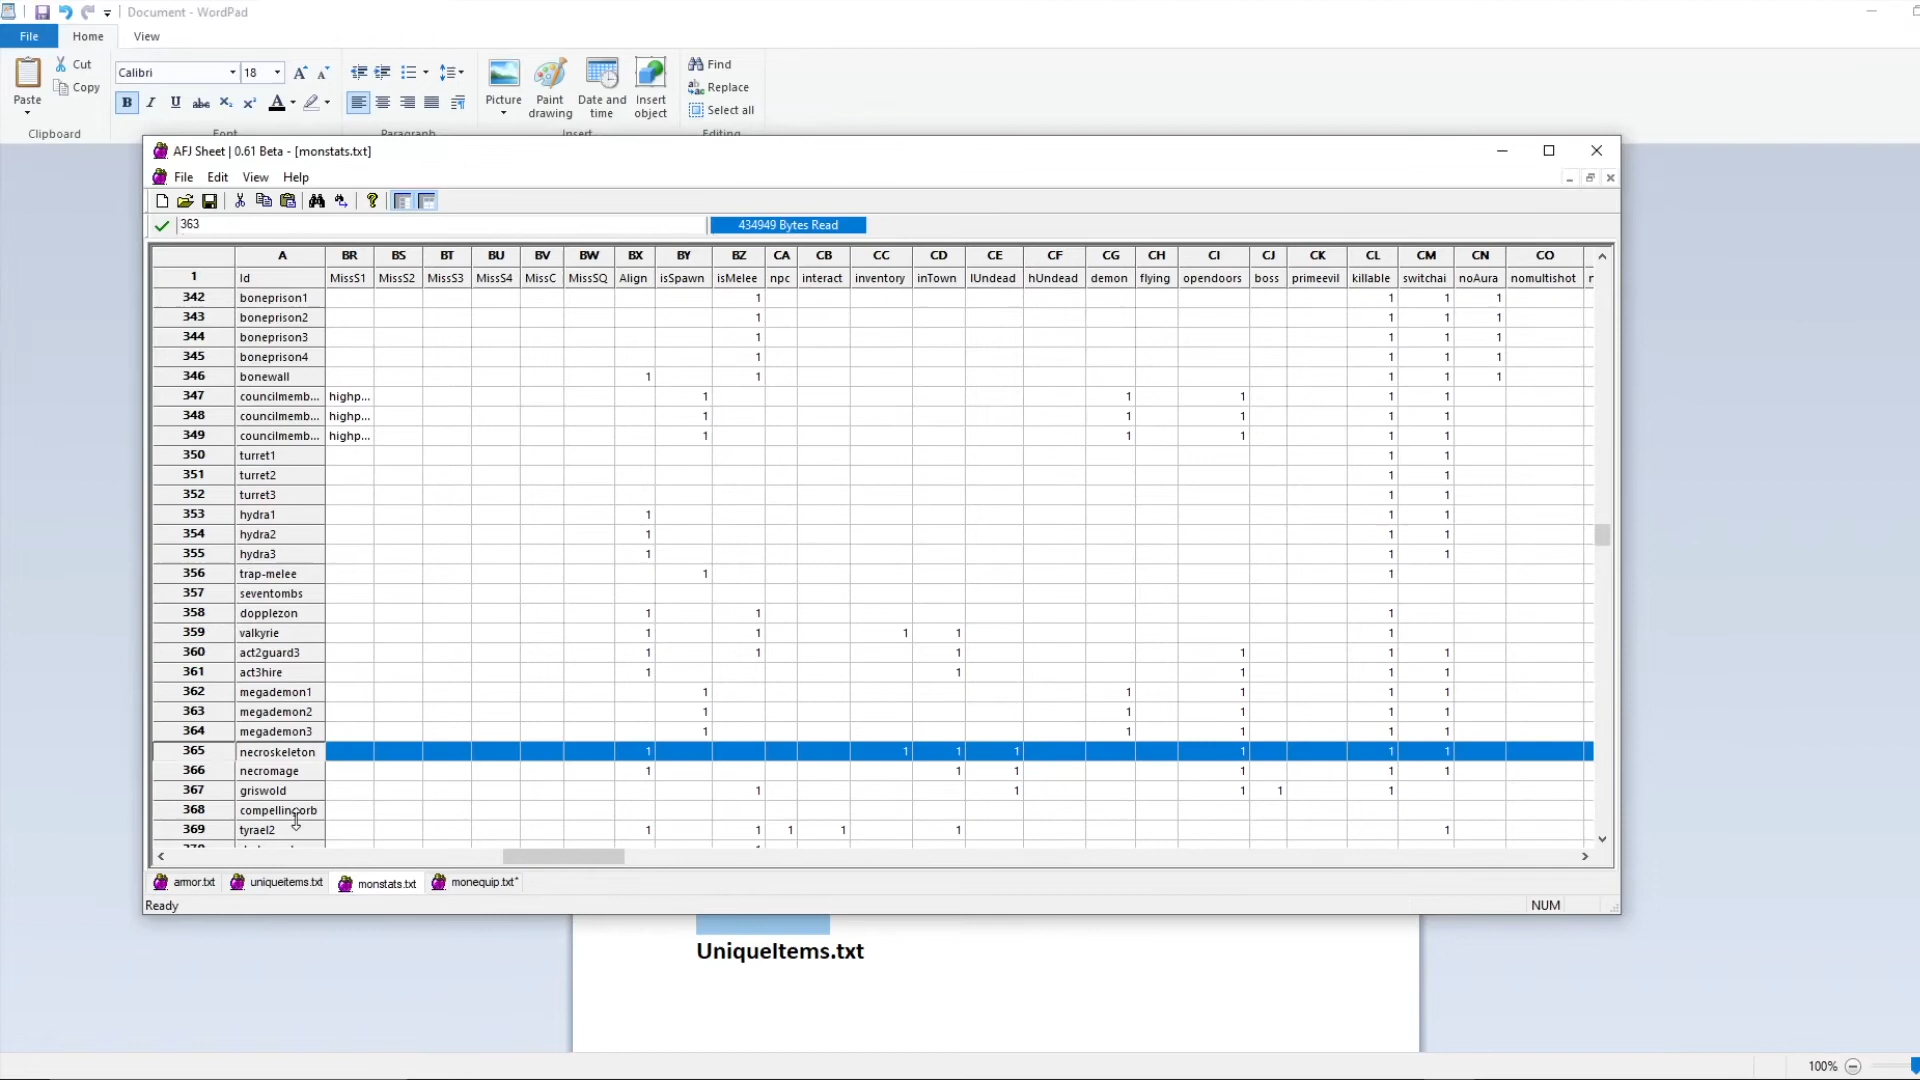 Document - WordPad
File Home View
Cut
Copy
Paste
Clipboard
Calibri 18
B I U abc X₂ X² A
Font
Paragraph
Picture
Paint drawing
Date and time
Insert object
Insert
Find
Replace
Select all
Editing
AFJ Sheet | 0.61 Beta - [monstats.txt]
File Edit View Help
363 434949 Bytes Read
A BR BS BT BU BV BW BX BY BZ CA CB CC CD CE CF CG CH CI CJ CK CL CM CN CO
1 Id MissS1 MissS2 MissS3 MissS4 MissC MissSQ Align isSpawn isMelee npc interact inventory inTown lUndead hUndead demon flying opendoors boss primeevil killable switchai noAura nomultishot
342 boneprison1 1 1 1 1
343 boneprison2 1 1 1 1
344 boneprison3 1 1 1 1
345 boneprison4 1 1 1 1
346 bonewall 1 1 1 1 1
347 councilmemb... highp... 1 1 1 1 1
348 councilmemb... highp... 1 1 1 1 1
349 councilmemb... highp... 1 1 1 1 1
350 turret1 1 1
351 turret2 1 1
352 turret3 1 1
353 hydra1 1 1 1
354 hydra2 1 1 1
355 hydra3 1 1 1
356 trap-melee 1 1
357 seventombs
358 dopplezon 1 1 1
359 valkyrie 1 1 1 1 1
360 act2guard3 1 1 1 1 1 1
361 act3hire 1 1 1 1 1
362 megademon1 1 1 1 1 1
363 megademon2 1 1 1 1 1
364 megademon3 1 1 1 1 1
365 necroskeleton 1 1 1 1 1 1 1
366 necromage 1 1 1 1 1 1
367 griswold 1 1 1 1 1
368 compellingorb
369 tyrael2 1 1 1 1 1 1
armor.txt uniqueitems.txt monstats.txt monequip.txt*
Ready NUM
UniqueItems.txt
100%